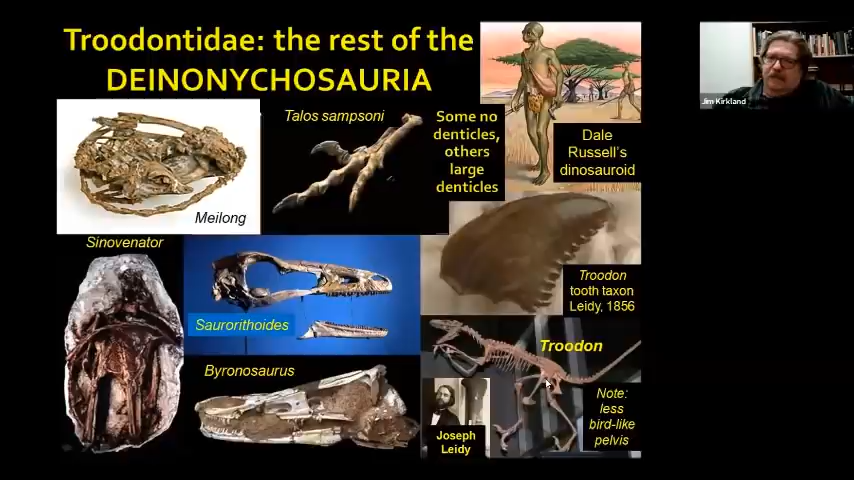 Troodontidae: the rest of the
DEINONYCHOSAURIA
Jim Kirkland
Talos sampsoni
Some no
denticles,
others
large
denticles
Dale
Russell's
dinosauroid
Meilong
Sinovenator
Saurorithoides
Troodon
tooth taxon
Leidy, 1856
Byronosaurus
Troodon
Joseph
Leidy
Note:
less
bird-like
pelvis